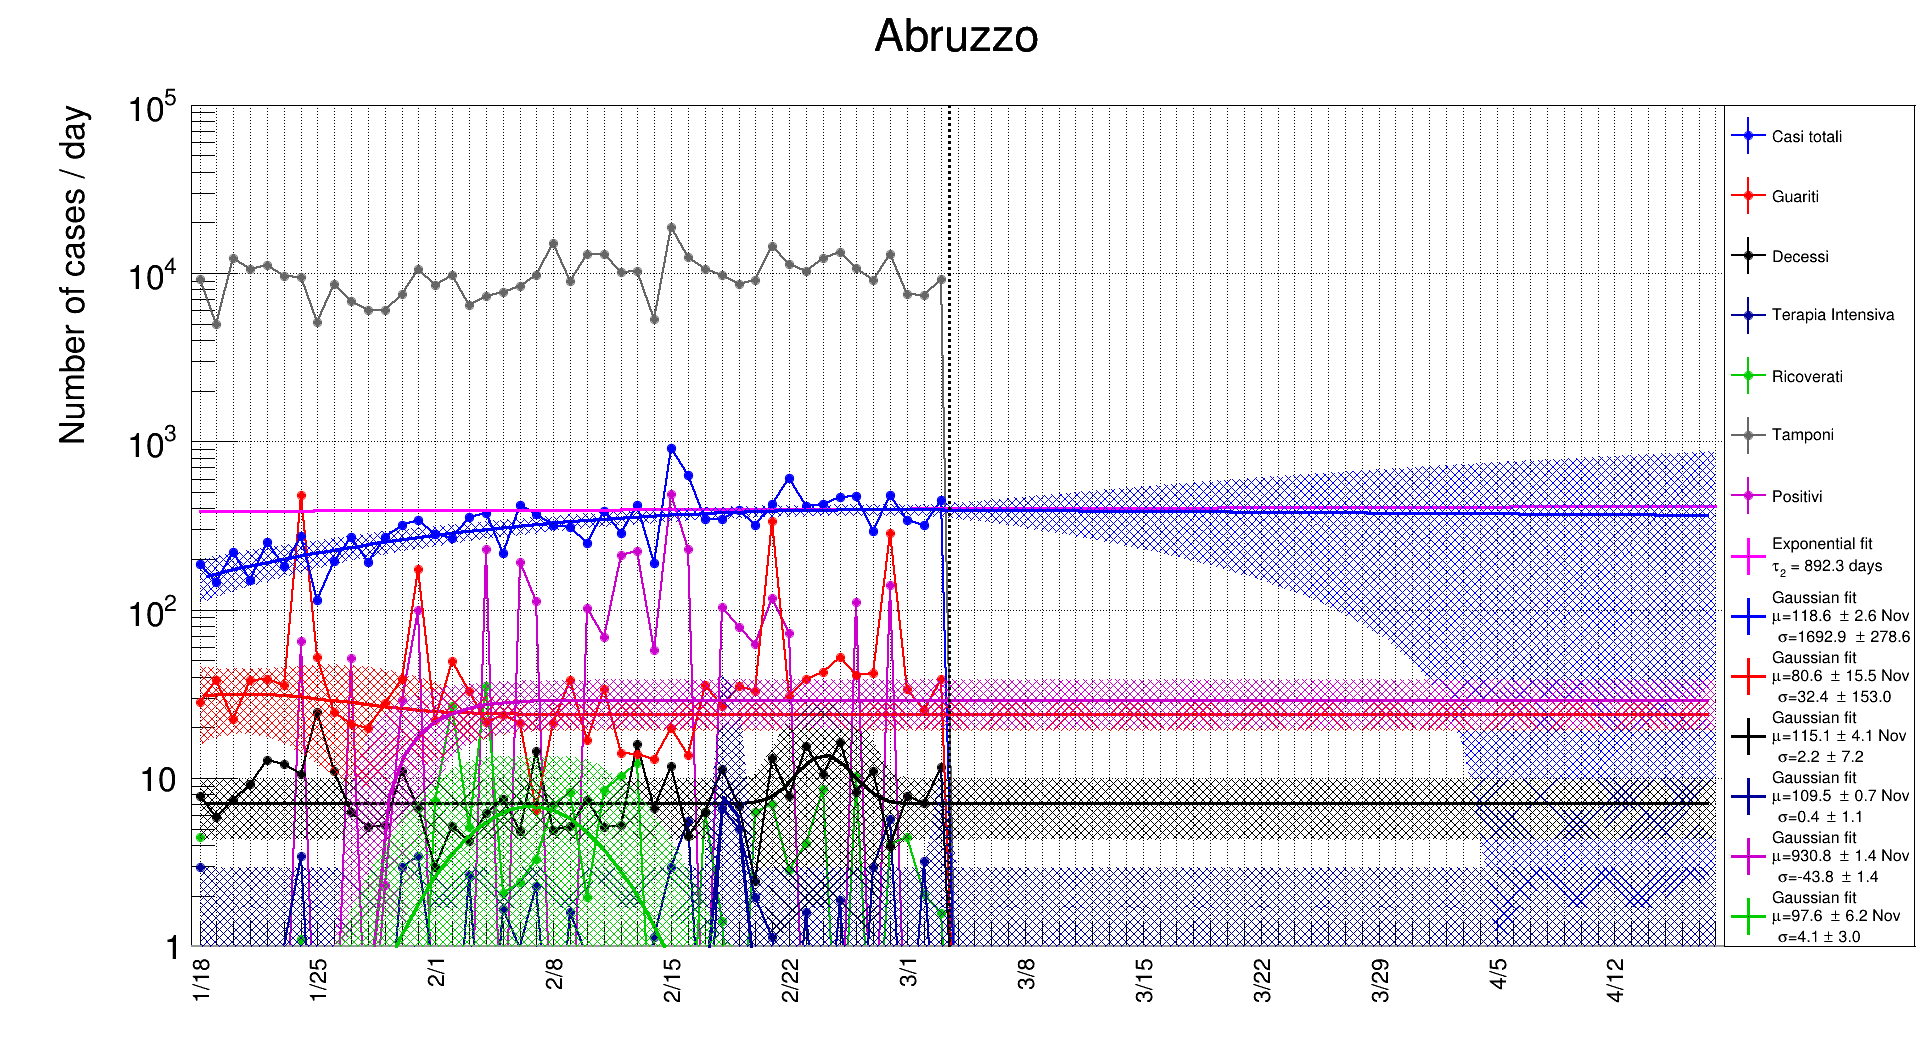 Abruzzo
Number of cases / day
10^5
10^4
10^3
10^2
10
1
1/18
1/25
2/1
2/8
2/15
2/22
3/1
3/8
3/15
3/22
3/29
4/5
4/12
Casi totali
Guariti
Decessi
Terapia Intensiva
Ricoverati
Tamponi
Positivi
Exponential fit
τ_2 = 892.3 days
Gaussian fit
μ=118.6 ± 2.6 Nov
σ=1692.9 ± 278.6
Gaussian fit
μ=80.6 ± 15.5 Nov
σ=32.4 ± 153.0
Gaussian fit
μ=115.1 ± 4.1 Nov
σ=2.2 ± 7.2
Gaussian fit
μ=109.5 ± 0.7 Nov
σ=0.4 ± 1.1
Gaussian fit
μ=930.8 ± 1.4 Nov
σ=-43.8 ± 1.4
Gaussian fit
μ=97.6 ± 6.2 Nov
σ=4.1 ± 3.0